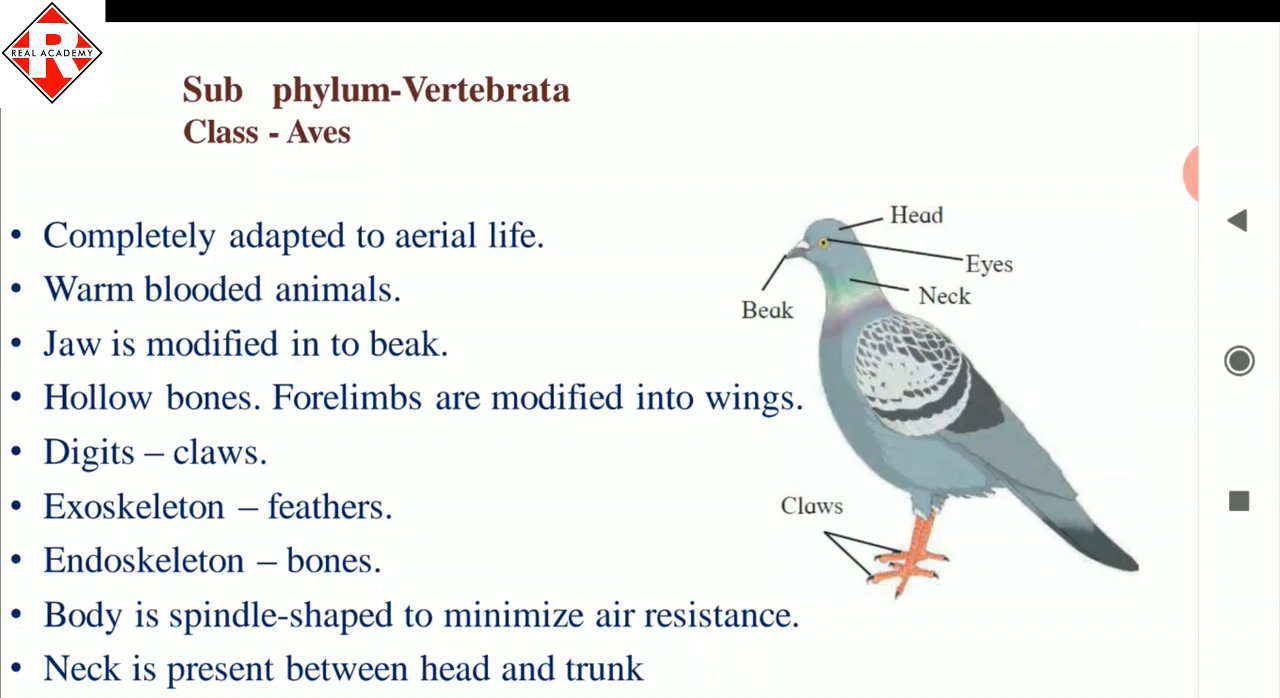 REAL ACADEMY
Sub phylum-Vertebrata
Class - Aves
• Completely adapted to aerial life.
• Warm blooded animals.
• Jaw is modified in to beak.
• Hollow bones. Forelimbs are modified into wings.
• Digits – claws.
• Exoskeleton – feathers.
• Endoskeleton – bones.
• Body is spindle-shaped to minimize air resistance.
• Neck is present between head and trunk
Head
Eyes
Neck
Beak
Claws